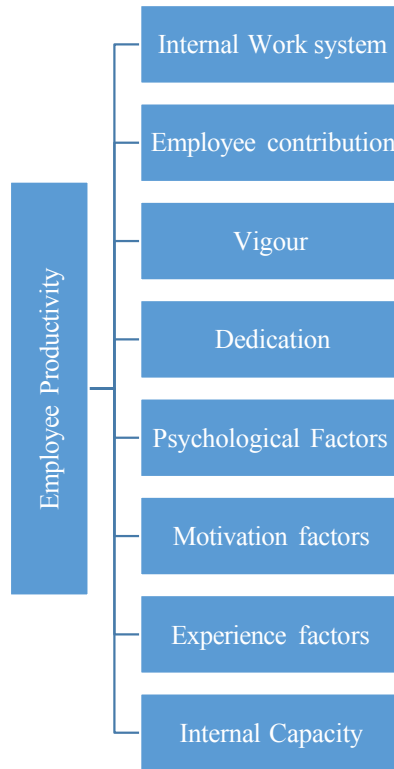 Internal Work system
Employee contribution
Vigour
Dedication
Employee Productivity
Psychological Factors
Motivation factors
Experience factors
Internal Capacity